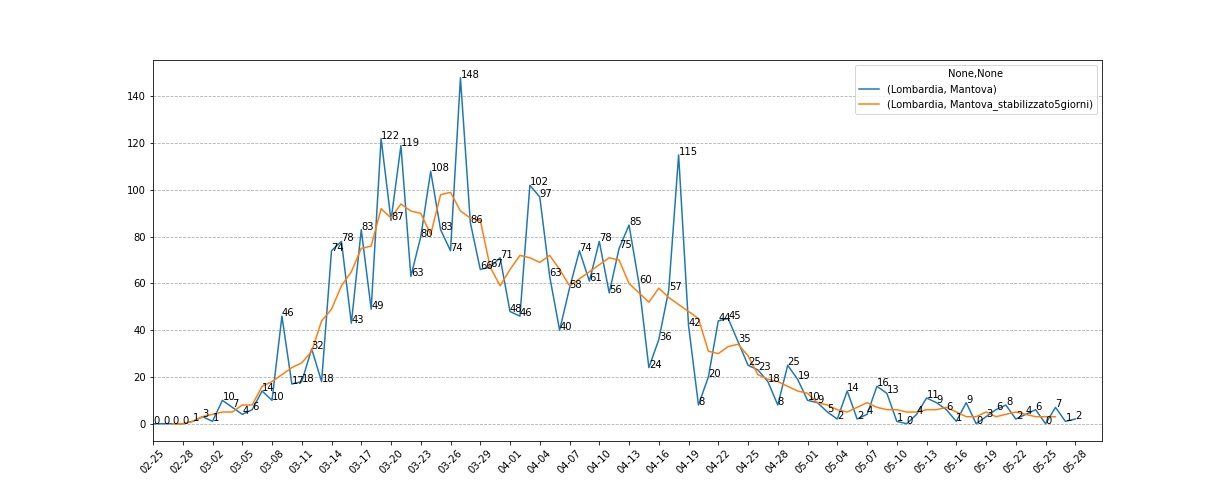 None,None
(Lombardia, Mantova)
(Lombardia, Mantova_stabilizzato5giorni)
140
120
100
80
60
40
20
0
0 0 0 0 1 3 1 10 7 4 6 14 10 46 17 18 32 18 74 78 43 83 49 122 87 119 63 80 108 83 74 148 86 66 67 71 48 46 102 97 63 40 58 74 61 78 56 75 85 60 24 36 57 115 42 8 20 44 45 35 25 23 18 8 25 19 10 9 5 2 14 2 4 16 13 1 0 4 11 9 6 1 9 0 3 6 8 2 4 6 0 7 1 2
02-25 02-28 03-02 03-05 03-08 03-11 03-14 03-17 03-20 03-23 03-26 03-29 04-01 04-04 04-07 04-10 04-13 04-16 04-19 04-22 04-25 04-28 05-01 05-04 05-07 05-10 05-13 05-16 05-19 05-22 05-25 05-28